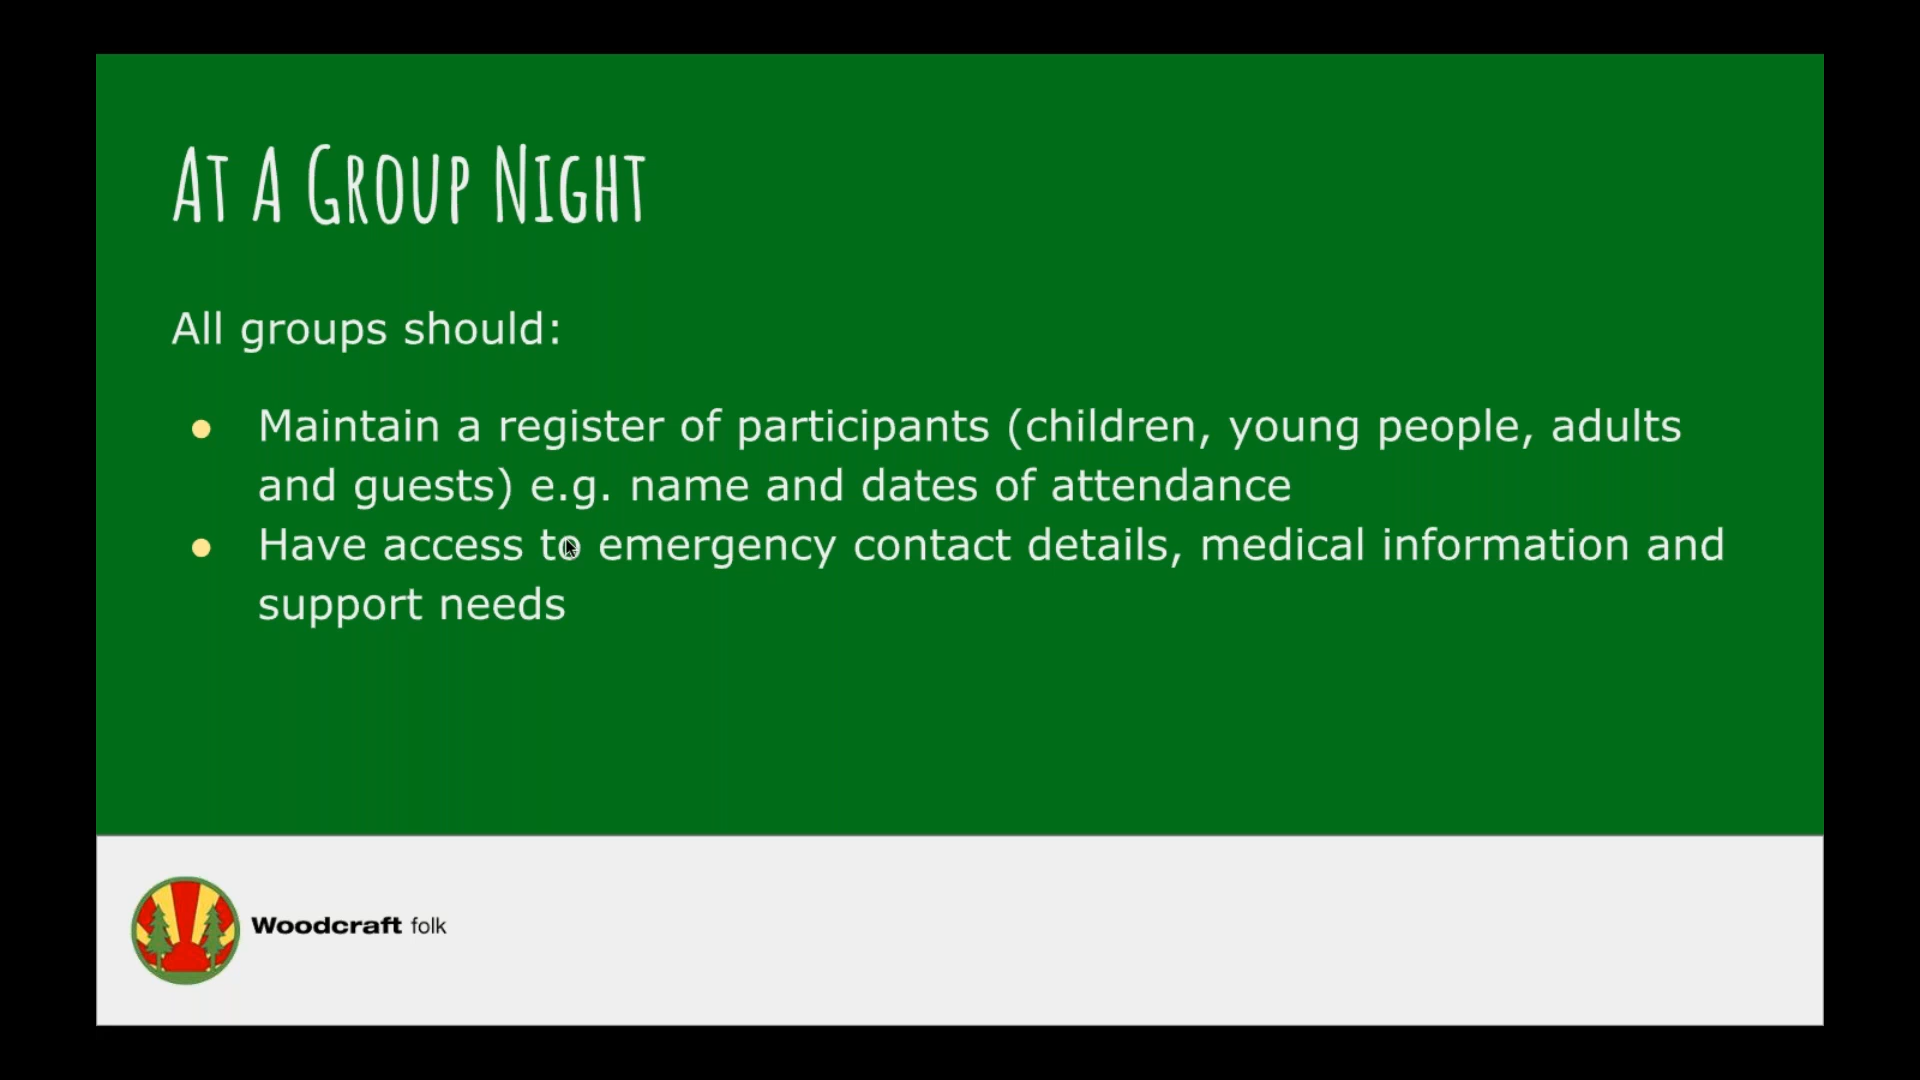 At A Group Night
All groups should:
● Maintain a register of participants (children, young people, adults
and guests) e.g. name and dates of attendance
● Have access to emergency contact details, medical information and
support needs
Woodcraft folk